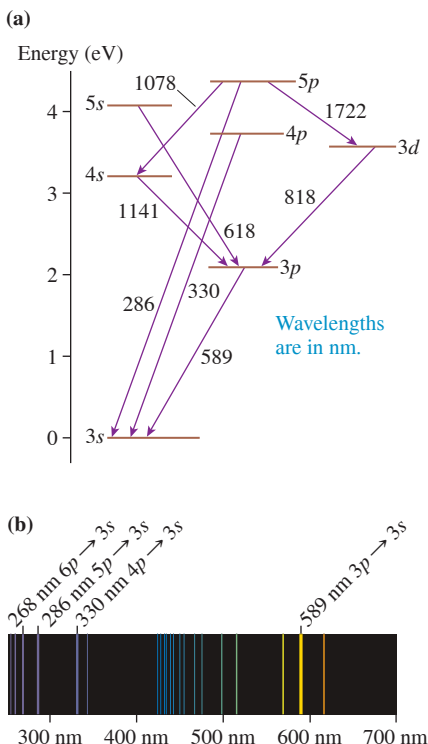 (a)
Energy (eV)
1078
5p
5s
1722
4
4p
3d
4s
3
1141
818
618
3p
2
286
330
Wavelengths
are in nm.
589
1
3s
0
(b)
268 nm 6p → 3s
286 nm 5p → 3s
330 nm 4p → 3s
589 nm 3p → 3s
300 nm
400 nm
500 nm
600 nm
700 nm